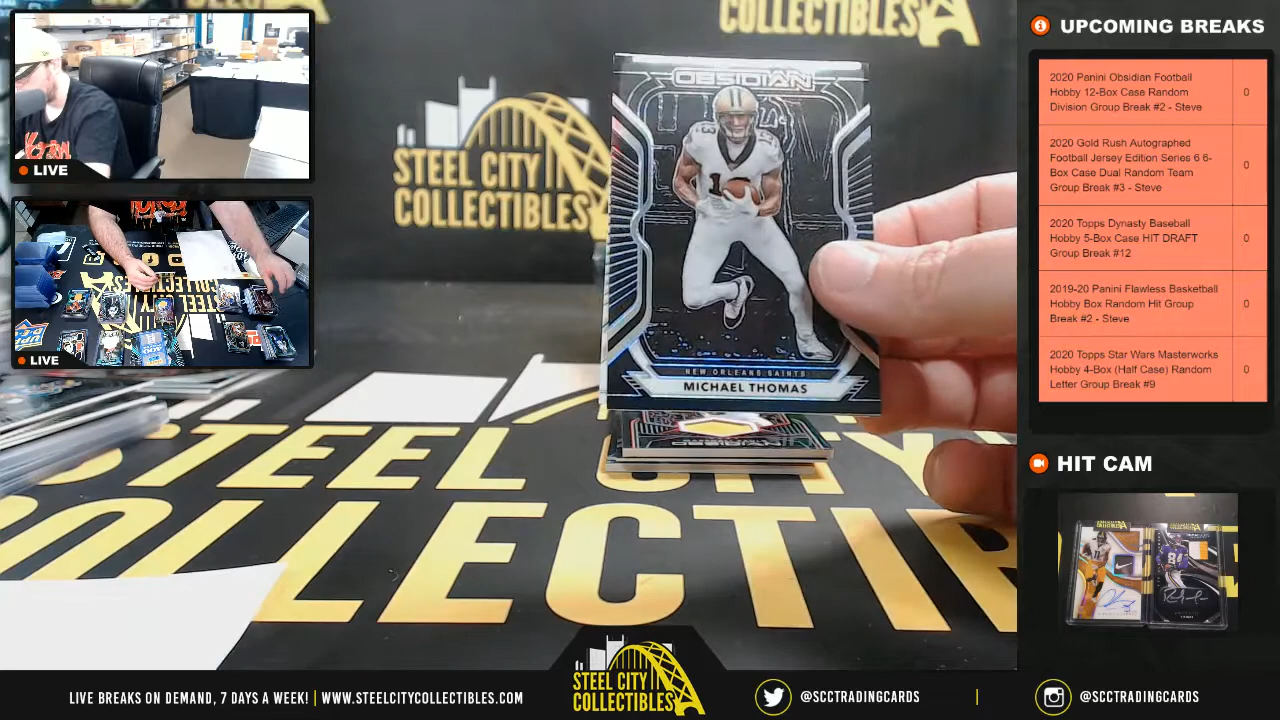 COLLECTIBLES
LIVE
LIVE
STEEL CITY
COLLECTIBLES
OBSIDIAN
NEW ORLEANS SAINTS
MICHAEL THOMAS
STEEL CITY
COLLECTIB
UPCOMING BREAKS
2020 Panini Obsidian Football
Hobby 12-Box Case Random
Division Group Break #2 - Steve
0
2020 Gold Rush Autographed
Football Jersey Edition Series 6 6-
Box Case Dual Random Team
Group Break #3 - Steve
0
2020 Topps Dynasty Baseball
Hobby 5-Box Case HIT DRAFT
Group Break #12
0
2019-20 Panini Flawless Basketball
Hobby Box Random Hit Group
Break #2 - Steve
0
2020 Topps Star Wars Masterworks
Hobby 4-Box (Half Case) Random
Letter Group Break #9
0
HIT CAM
LIVE BREAKS ON DEMAND, 7 DAYS A WEEK! | WWW.STEELCITYCOLLECTIBLES.COM
STEEL CITY
COLLECTIBLES
@SCCTRADINGCARDS | @SCCTRADINGCARDS